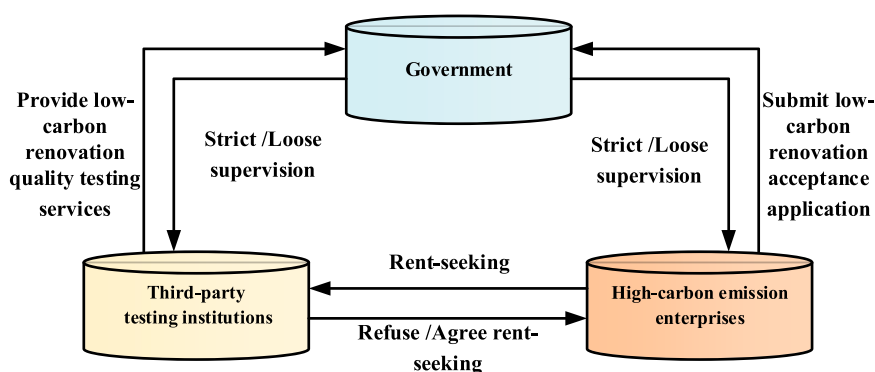 Government
Provide low-
carbon
renovation
quality testing
services
Strict /Loose
supervision
Strict /Loose
supervision
Submit low-
carbon
renovation
acceptance
application
Rent-seeking
Third-party
testing institutions
High-carbon emission
enterprises
Refuse /Agree rent-
seeking